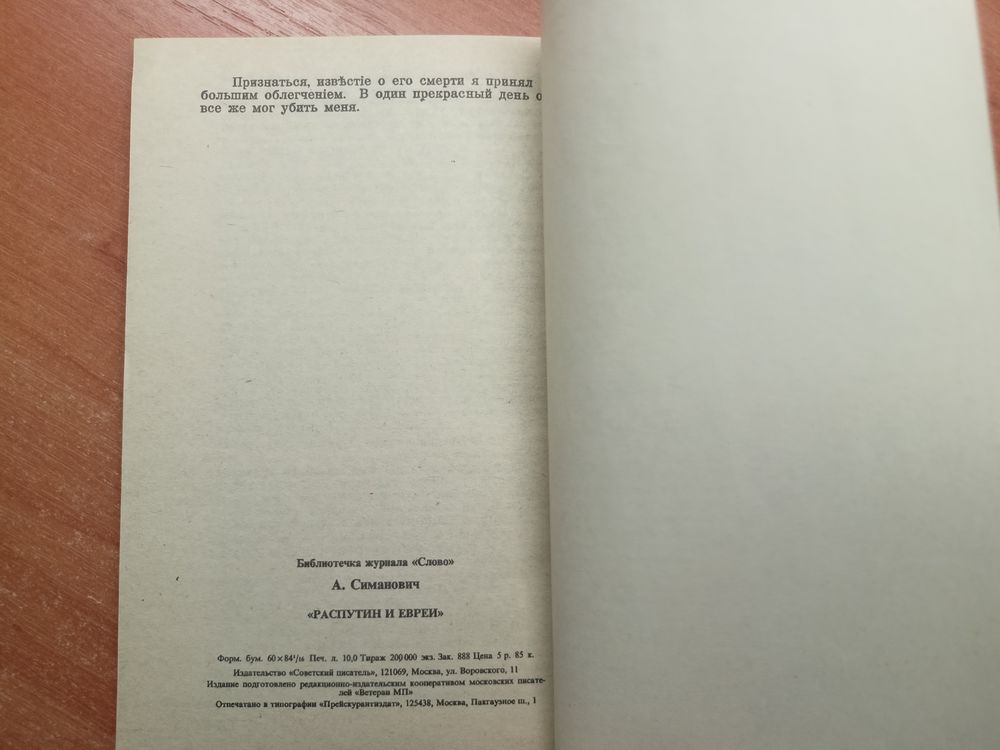 Признаться, извѣстіе о его смерти я принял
большим облегченіем. В один прекрасный день о
все же мог убить меня.
Библиотечка журнала «Слово»
А. Симанович
«РАСПУТИН И ЕВРЕИ»
Форм. бум. 60×84¹/₁₆ Печ. л. 10,0 Тираж 200 000 экз. Зак. 888 Цена 5 р. 85 к.
Издательство «Советский писатель», 121069, Москва, ул. Воровского, 11
Издание подготовлено редакционно-издательским кооперативом московских писате-
лей «Ветеран МП»
Отпечатано в типографии «Прейскурантиздат», 125438, Москва, Пакгаузное ш., 1